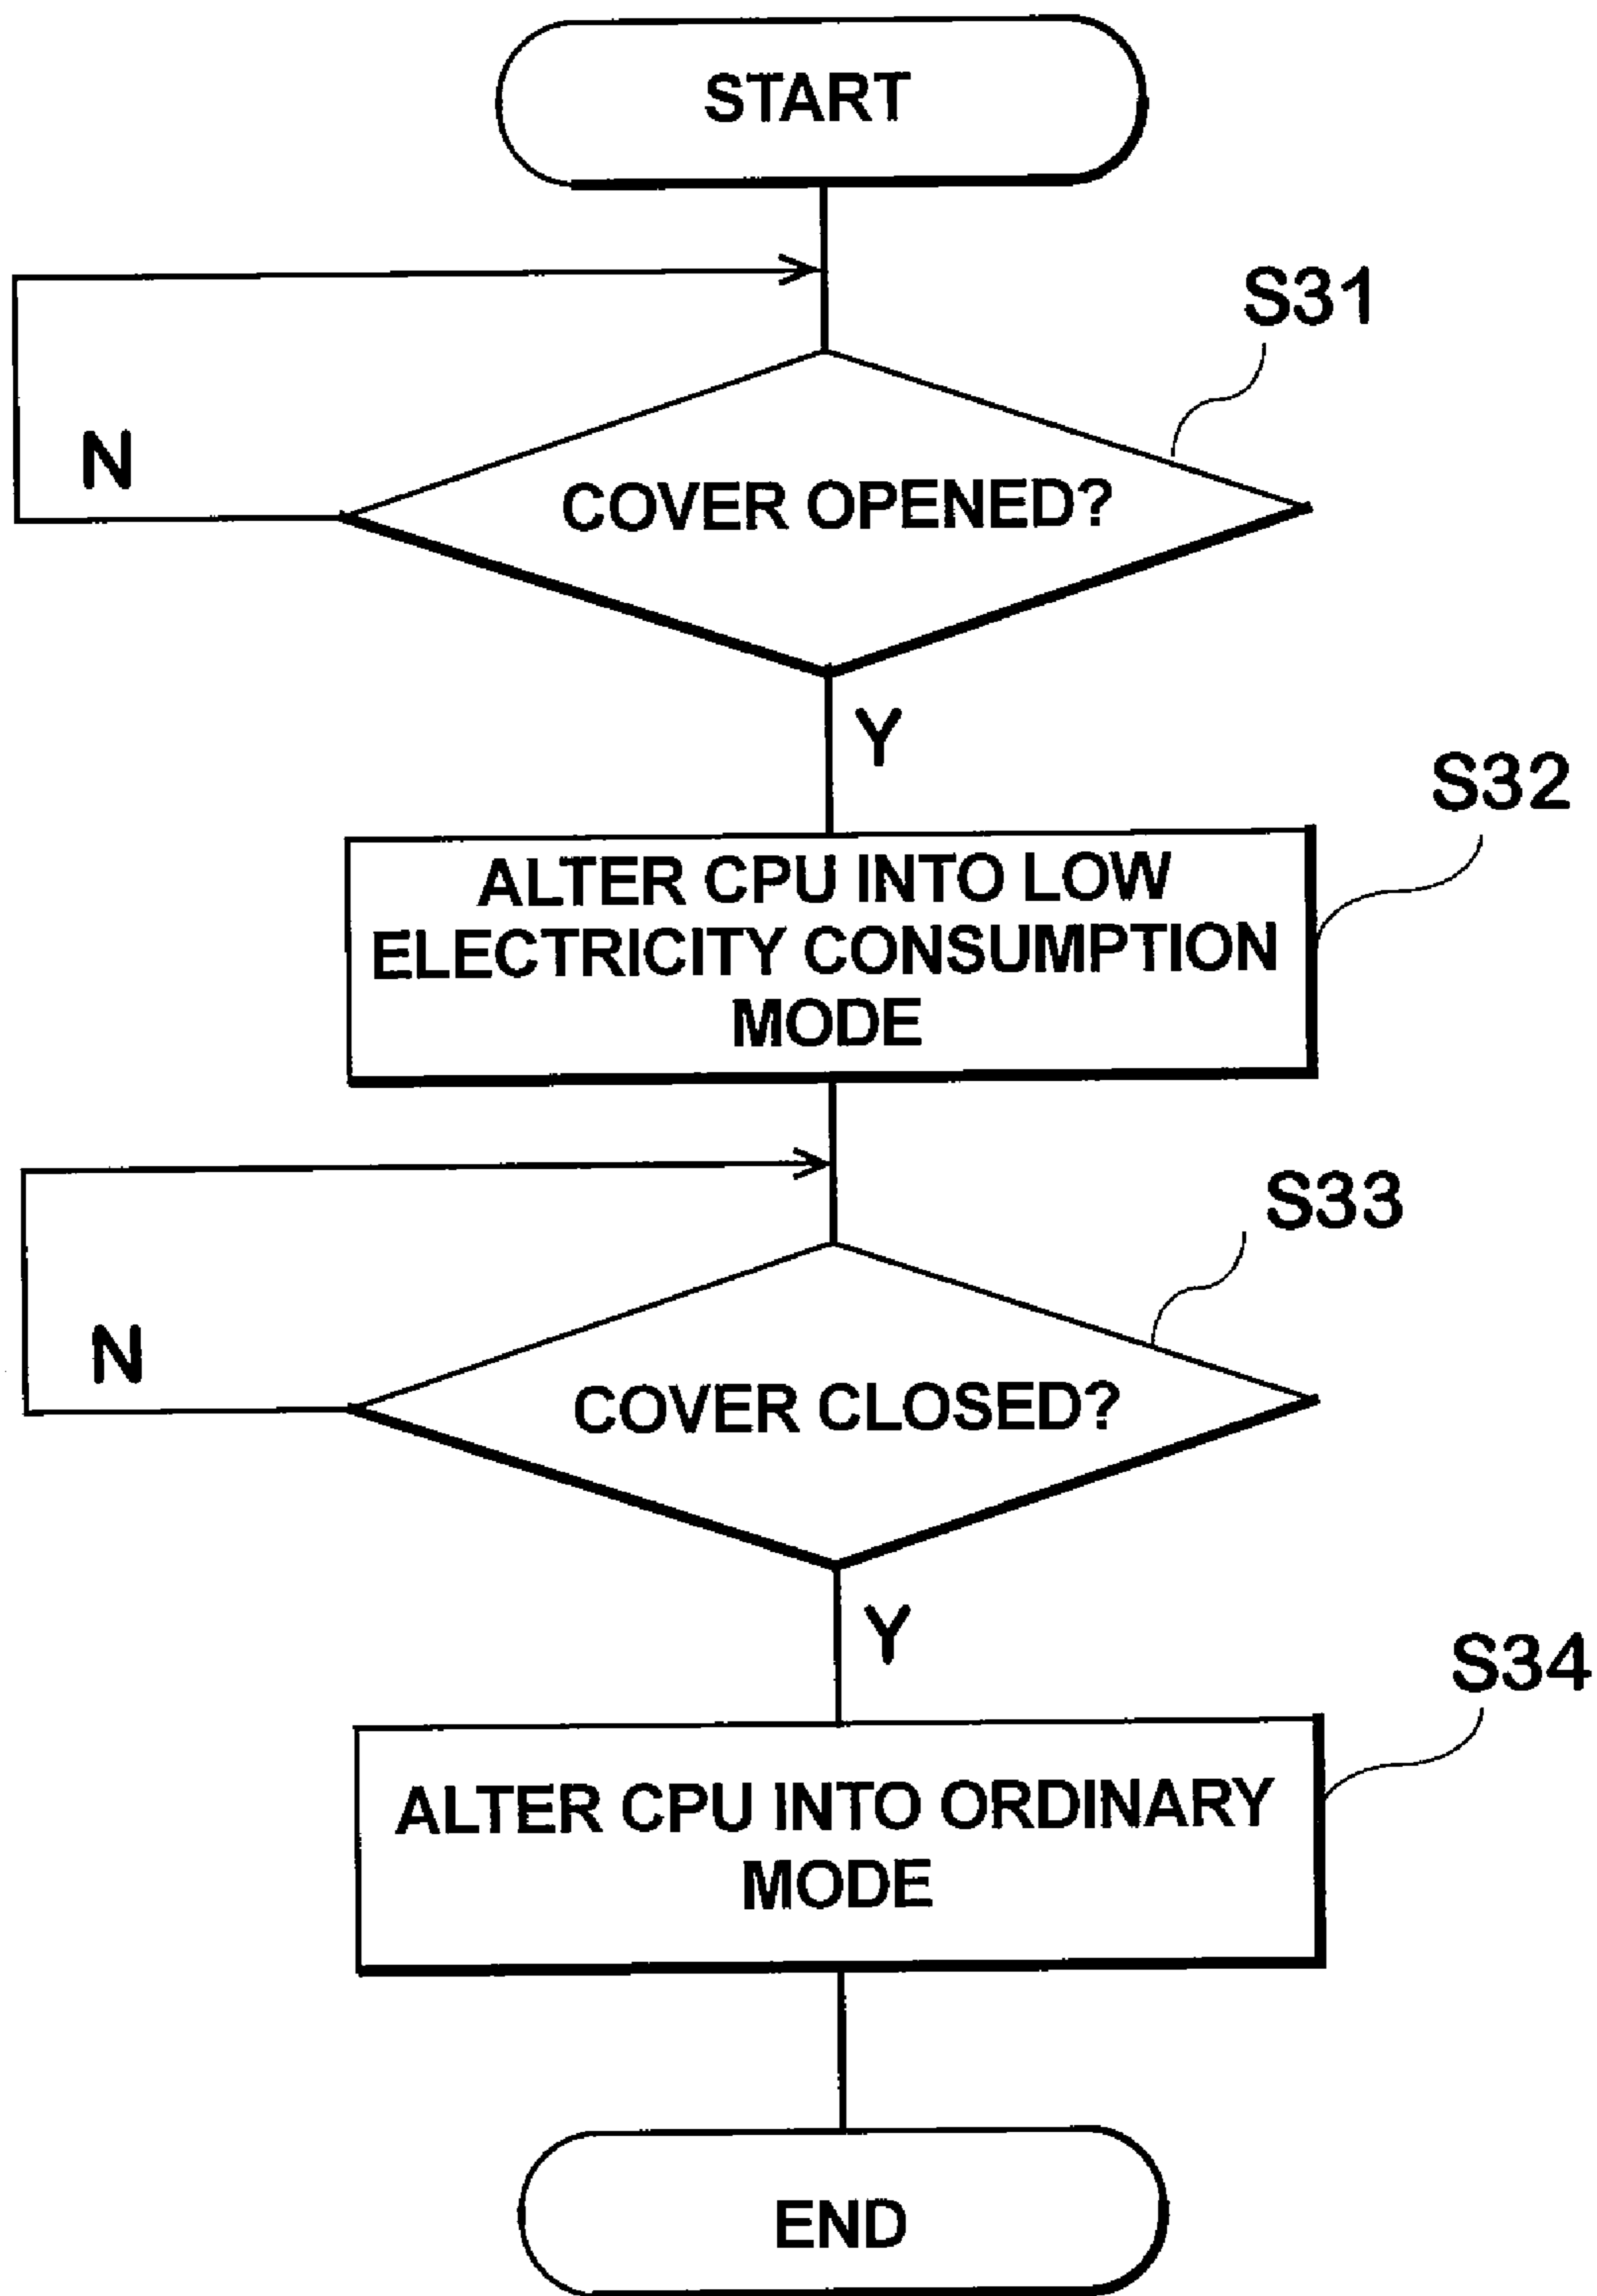 START
S31
N
COVER OPENED?
Y
S32
ALTER CPU INTO LOW
ELECTRICITY CONSUMPTION
MODE
S33
N
COVER CLOSED?
Y
S34
ALTER CPU INTO ORDINARY
MODE
END